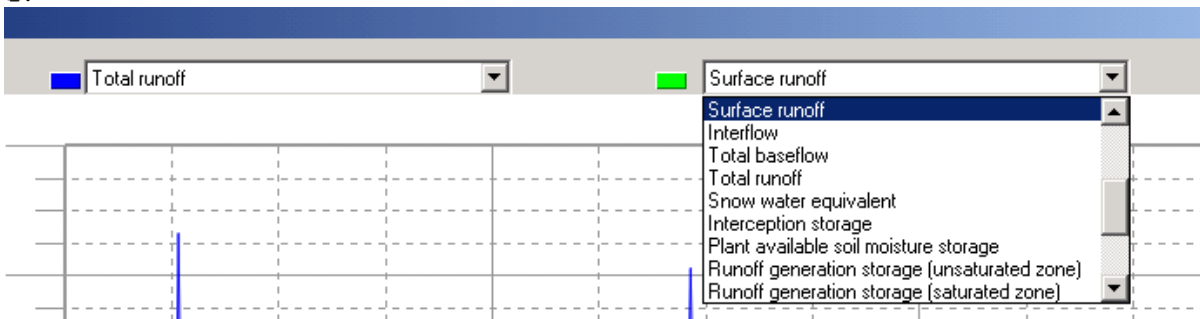 Total runoff
Surface runoff
Surface runoff
Interflow
Total baseflow
Total runoff
Snow water equivalent
Interception storage
Plant available soil moisture storage
Runoff generation storage (unsaturated zone)
Runoff generation storage (saturated zone)